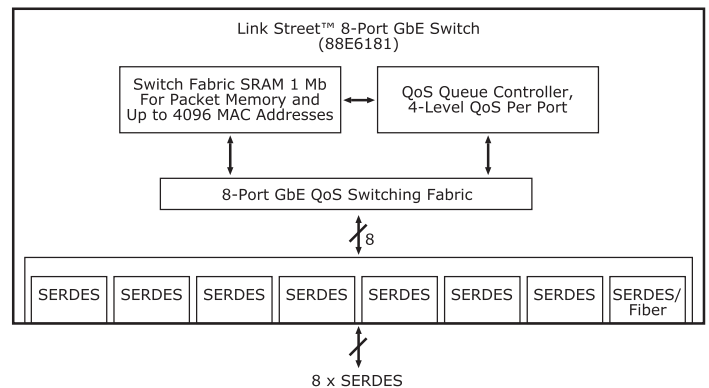 Link Street™ 8-Port GbE Switch
(88E6181)
Switch Fabric SRAM 1 Mb
For Packet Memory and
Up to 4096 MAC Addresses
QoS Queue Controller,
4-Level QoS Per Port
8-Port GbE QoS Switching Fabric
8
SERDES
SERDES
SERDES
SERDES
SERDES
SERDES
SERDES
SERDES/
Fiber
8 x SERDES